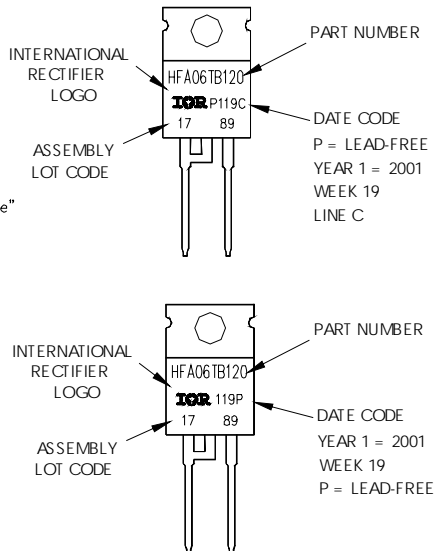 INTERNATIONAL
RECTIFIER
LOGO
PART NUMBER
HFA06TB120
IOR P119C
17 89
ASSEMBLY
LOT CODE
DATE CODE
P = LEAD-FREE
YEAR 1 = 2001
WEEK 19
LINE C
e"
INTERNATIONAL
RECTIFIER
LOGO
PART NUMBER
HFA06TB120
IOR 119P
17 89
ASSEMBLY
LOT CODE
DATE CODE
YEAR 1 = 2001
WEEK 19
P = LEAD-FREE